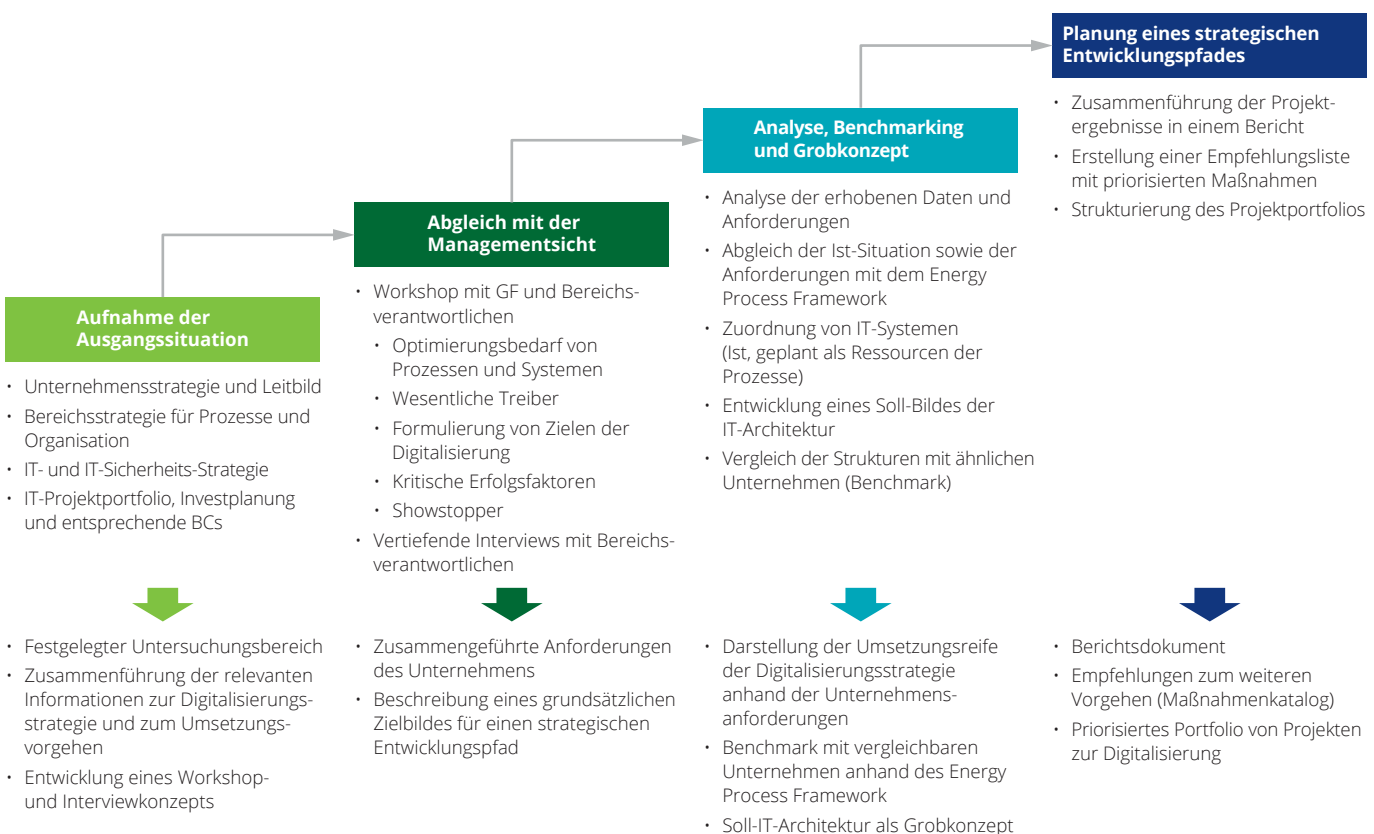 Aufnahme der
Ausgangssituation
• Unternehmensstrategie und Leitbild
• Bereichsstrategie für Prozesse und
Organisation
• IT- und IT-Sicherheits-Strategie
• IT-Projektportfolio, Investplanung
und entsprechende BCs
• Festgelegter Untersuchungsbereich
• Zusammenführung der relevanten
Informationen zur Digitalisierungs-
strategie und zum Umsetzungs-
vorgehen
• Entwicklung eines Workshop-
und Interviewkonzepts
Abgleich mit der
Managementsicht
• Workshop mit GF und Bereichs-
verantwortlichen
• Optimierungsbedarf von
Prozessen und Systemen
• Wesentliche Treiber
• Formulierung von Zielen der
Digitalisierung
• Kritische Erfolgsfaktoren
• Showstopper
• Vertiefende Interviews mit Bereichs-
verantwortlichen
• Zusammengeführte Anforderungen
des Unternehmens
• Beschreibung eines grundsätzlichen
Zielbildes für einen strategischen
Entwicklungspfad
Analyse, Benchmarking
und Grobkonzept
• Analyse der erhobenen Daten und
Anforderungen
• Abgleich der Ist-Situation sowie der
Anforderungen mit dem Energy
Process Framework
• Zuordnung von IT-Systemen
(Ist, geplant als Ressourcen der
Prozesse)
• Entwicklung eines Soll-Bildes der
IT-Architektur
• Vergleich der Strukturen mit ähnlichen
Unternehmen (Benchmark)
• Darstellung der Umsetzungsreife
der Digitalisierungsstrategie
anhand der Unternehmens-
anforderungen
• Benchmark mit vergleichbaren
Unternehmen anhand des Energy
Process Framework
• Soll-IT-Architektur als Grobkonzept
Planung eines strategischen
Entwicklungspfades
• Zusammenführung der Projekt-
ergebnisse in einem Bericht
• Erstellung einer Empfehlungsliste
mit priorisierten Maßnahmen
• Strukturierung des Projektportfolios
• Berichtsdokument
• Empfehlungen zum weiteren
Vorgehen (Maßnahmenkatalog)
• Priorisiertes Portfolio von Projekten
zur Digitalisierung